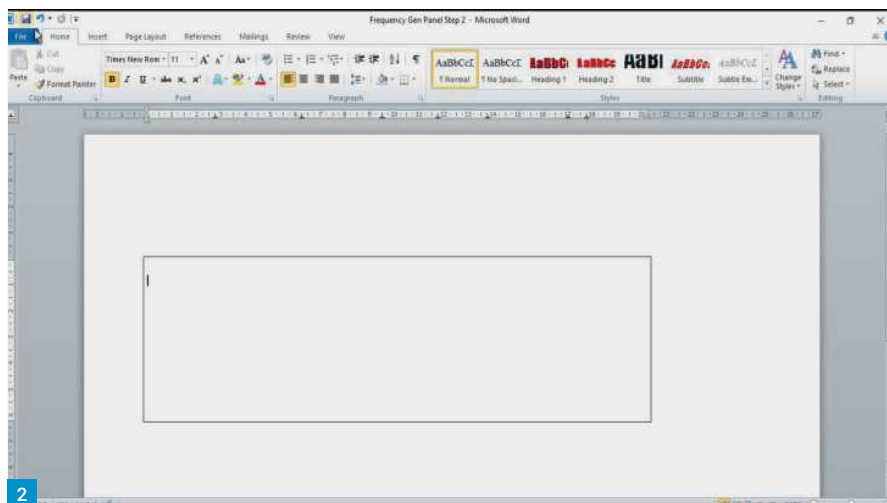 Frequency Gen Panel Step 2 - Microsoft Word
File Home Insert Page Layout References Mailings Review View
Cut
Copy
Format Painter
Paste
Clipboard
Times New Rom 11
Font
Paragraph
AaBbCcI AaBbCcI AaBbC AaBbCc AaBl AaBbCc AaBbCcI
¶ Normal ¶ No Spaci... Heading 1 Heading 2 Title Subtitle Subtle Em...
Change
Styles
Styles
Find
Replace
Select
Editing
2